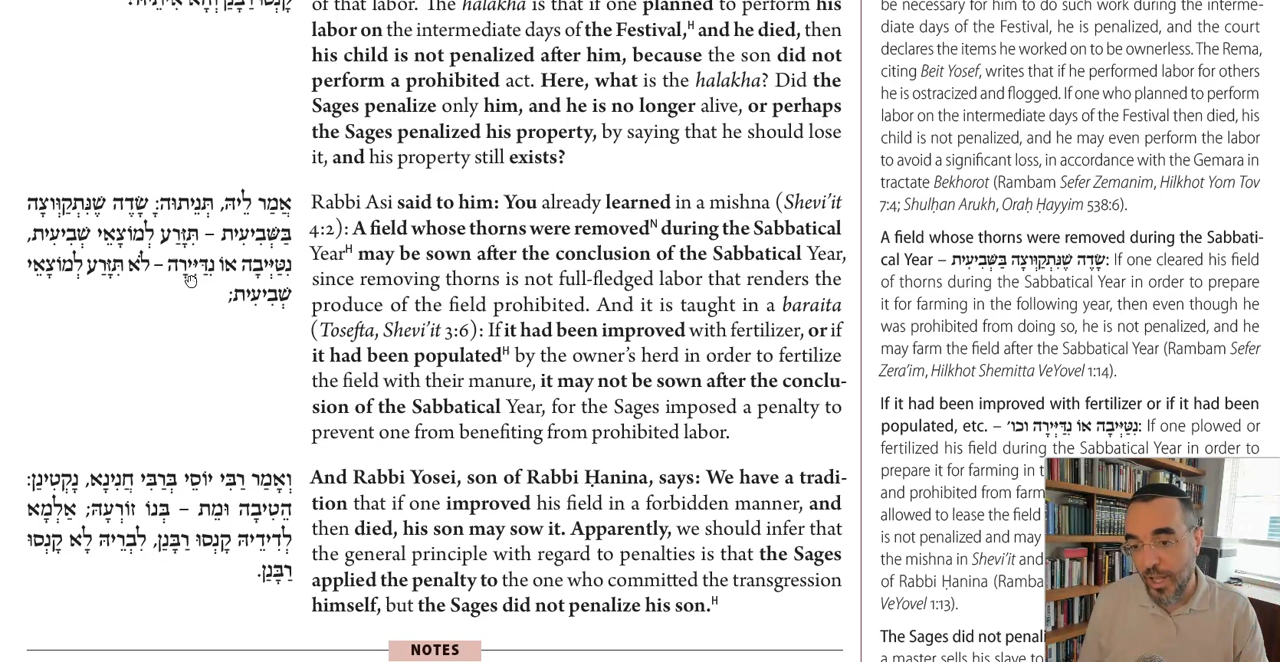 קָנְסוּ רַבָּנַן וְהָא אִיתֵיהּ.
אֲמַר לֵיהּ, תְּנֵיתוּהָ: שָׂדֶה שֶׁנִּתְקַוְּוצָה
בַּשְּׁבִיעִית – תִּזָּרַע לְמוֹצָאֵי שְׁבִיעִית,
נִטַּיְּיבָה אוֹ נִדַּיְּירָה – לֹא תִּזָּרַע לְמוֹצָאֵי
שְׁבִיעִית;
וְאָמַר רַבִּי יוֹסֵי בְּרַבִּי חֲנִינָא, נָקְטִינַן:
הֱטִיבָהּ וּמֵת – בְּנוֹ זוֹרְעָהּ; אַלְמָא
לְדִידֵיהּ קָנְסוּ רַבָּנַן, לִבְרֵיהּ לָא קָנְסוּ
רַבָּנַן.
of that labor. The halakha is that if one planned to perform his
labor on the intermediate days of the Festival,H and he died, then
his child is not penalized after him, because the son did not
perform a prohibited act. Here, what is the halakha? Did the
Sages penalize only him, and he is no longer alive, or perhaps
the Sages penalized his property, by saying that he should lose
it, and his property still exists?
Rabbi Asi said to him: You already learned in a mishna (Shevi'it
4:2): A field whose thorns were removedN during the Sabbatical
YearH may be sown after the conclusion of the Sabbatical Year,
since removing thorns is not full-fledged labor that renders the
produce of the field prohibited. And it is taught in a baraita
(Tosefta, Shevi'it 3:6): If it had been improved with fertilizer, or if
it had been populatedH by the owner's herd in order to fertilize
the field with their manure, it may not be sown after the conclu-
sion of the Sabbatical Year, for the Sages imposed a penalty to
prevent one from benefiting from prohibited labor.
And Rabbi Yosei, son of Rabbi Ḥanina, says: We have a tradi-
tion that if one improved his field in a forbidden manner, and
then died, his son may sow it. Apparently, we should infer that
the general principle with regard to penalties is that the Sages
applied the penalty to the one who committed the transgression
himself, but the Sages did not penalize his son.H
NOTES
be necessary for him to do such work during the interme-
diate days of the Festival, he is penalized, and the court
declares the items he worked on to be ownerless. The Rema,
citing Beit Yosef, writes that if he performed labor for others
he is ostracized and flogged. If one who planned to perform
labor on the intermediate days of the Festival then died, his
child is not penalized, and he may even perform the labor
to avoid a significant loss, in accordance with the Gemara in
tractate Bekhorot (Rambam Sefer Zemanim, Hilkhot Yom Tov
7:4; Shulḥan Arukh, Oraḥ Ḥayyim 538:6).
A field whose thorns were removed during the Sabbati-
cal Year – שָׂדֶה שֶׁנִּתְקַוְּוצָה בַּשְּׁבִיעִית: If one cleared his field
of thorns during the Sabbatical Year in order to prepare
it for farming in the following year, then even though he
was prohibited from doing so, he is not penalized, and he
may farm the field after the Sabbatical Year (Rambam Sefer
Zera'im, Hilkhot Shemitta VeYovel 1:14).
If it had been improved with fertilizer or if it had been
populated, etc. – נִטַּיְּיבָה אוֹ נִדַּיְּירָה וכו׳: If one plowed or
fertilized his field during the Sabbatical Year in order to
prepare it for farming in t
and prohibited from farm
allowed to lease the field
is not penalized and may
the mishna in Shevi'it and
of Rabbi Ḥanina (Ramba
VeYovel 1:13).
The Sages did not penali
a master sells his slave to